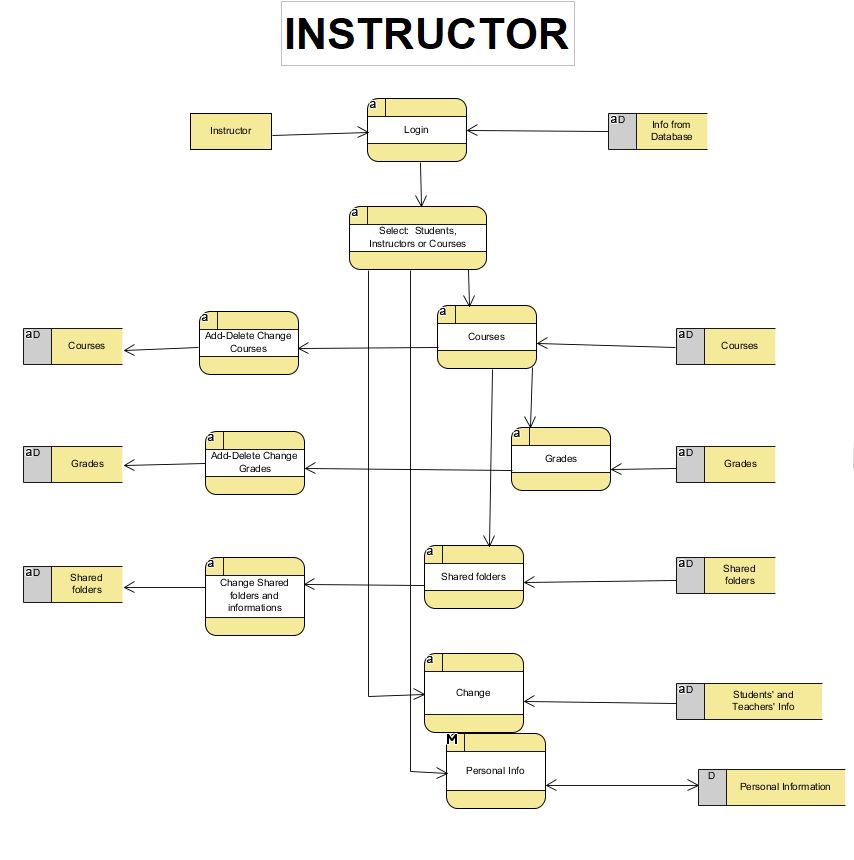 INSTRUCTOR
a
Login
Instructor
aD
Info from
Database
a
Select: Students,
Instructors or Courses
aD
Courses
a
Add-Delete Change
Courses
a
Courses
aD
Courses
aD
Grades
a
Add-Delete Change
Grades
a
Grades
aD
Grades
aD
Shared
folders
a
Change Shared
folders and
informations
a
Shared folders
aD
Shared
folders
a
Change
aD
Students' and
Teachers' Info
M
Personal Info
D
Personal Information